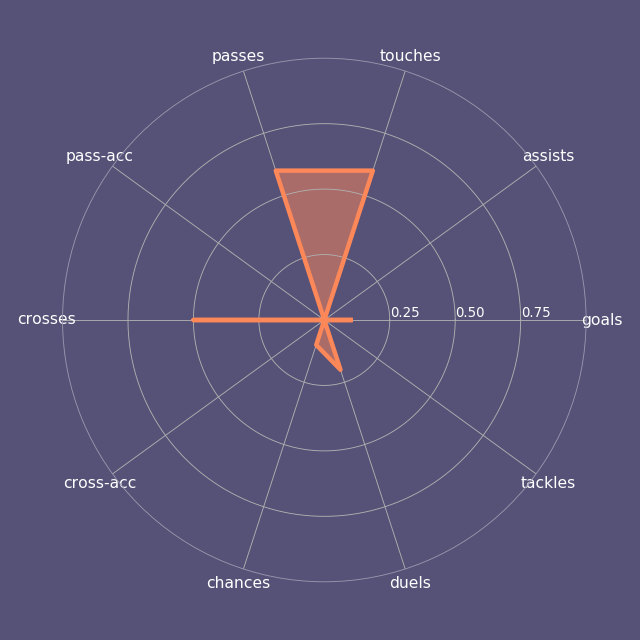 passes touches
pass-acc assists
crosses 0.25 0.50 0.75 goals
cross-acc tackles
chances duels